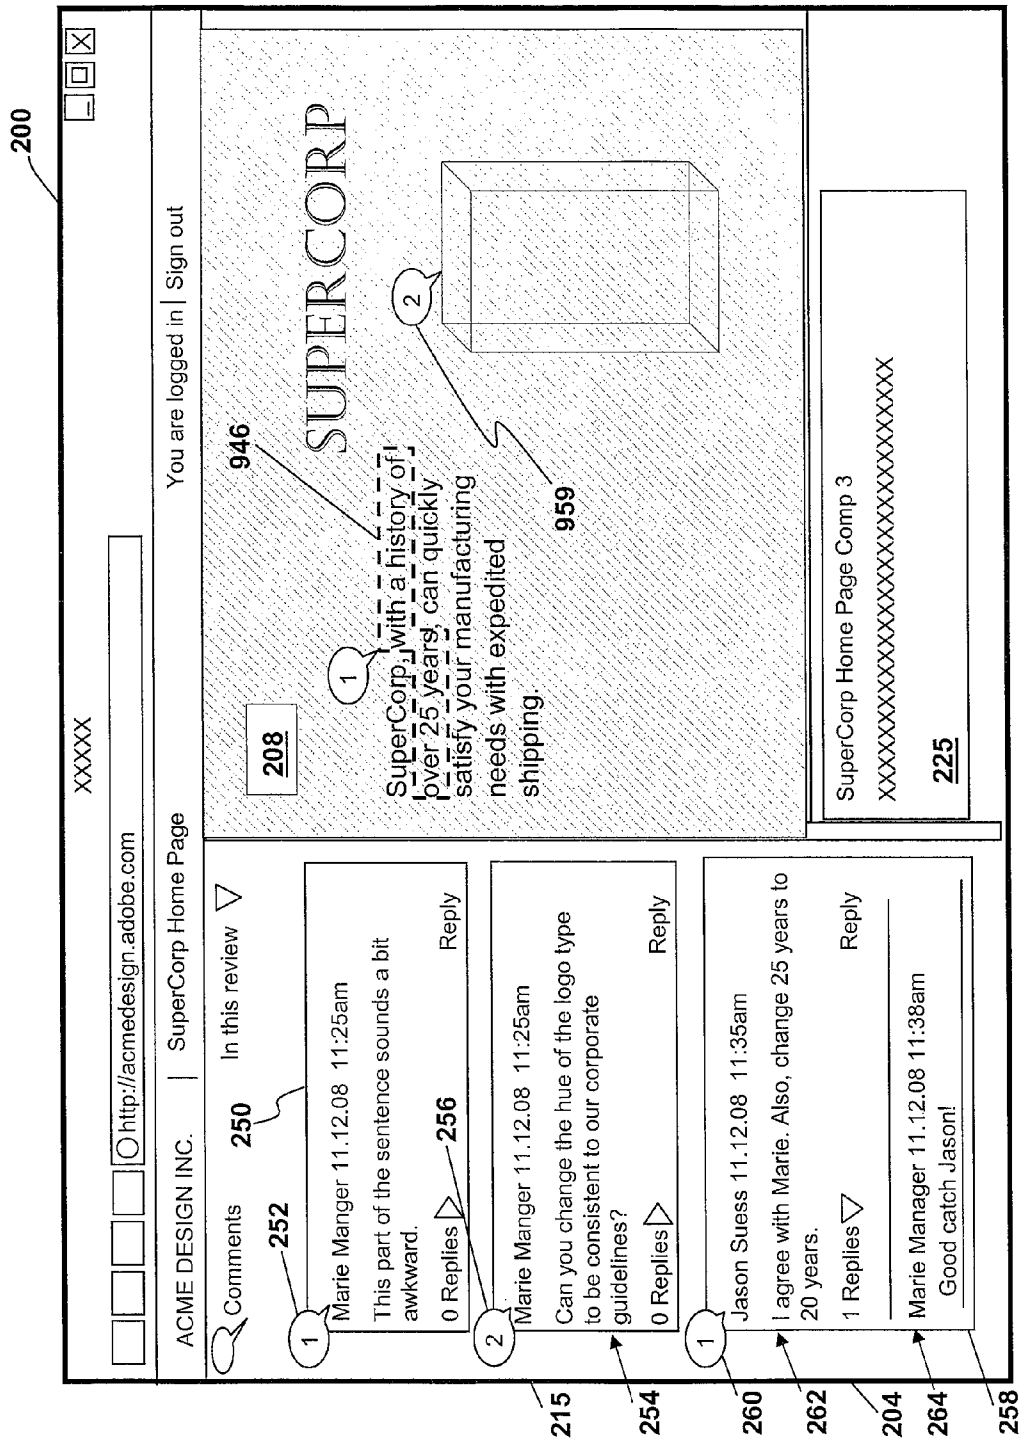 200
XXXXX
http://acmedesign.adobe.com
ACME DESIGN INC. | SuperCorp Home Page
You are logged in | Sign out
Comments
In this review
250
252
1
Marie Manger 11.12.08 11:25am
This part of the sentence sounds a bit
awkward.
0 Replies
Reply
256
2
Marie Manger 11.12.08 11:25am
Can you change the hue of the logo type
to be consistent to our corporate
guidelines?
0 Replies
Reply
1
Jason Suess 11.12.08 11:35am
I agree with Marie. Also, change 25 years to
20 years.
1 Replies
Reply
Marie Manager 11.12.08 11:38am
Good catch Jason!
215
254
260
262
204
264
258
208
946
SUPERCORP
1
SuperCorp, with a history of
over 25 years, can quickly
satisfy your manufacturing
needs with expedited
shipping.
2
959
SuperCorp Home Page Comp 3
XXXXXXXXXXXXXXXXXXXXXXXXXXXXXXXXXXX
225